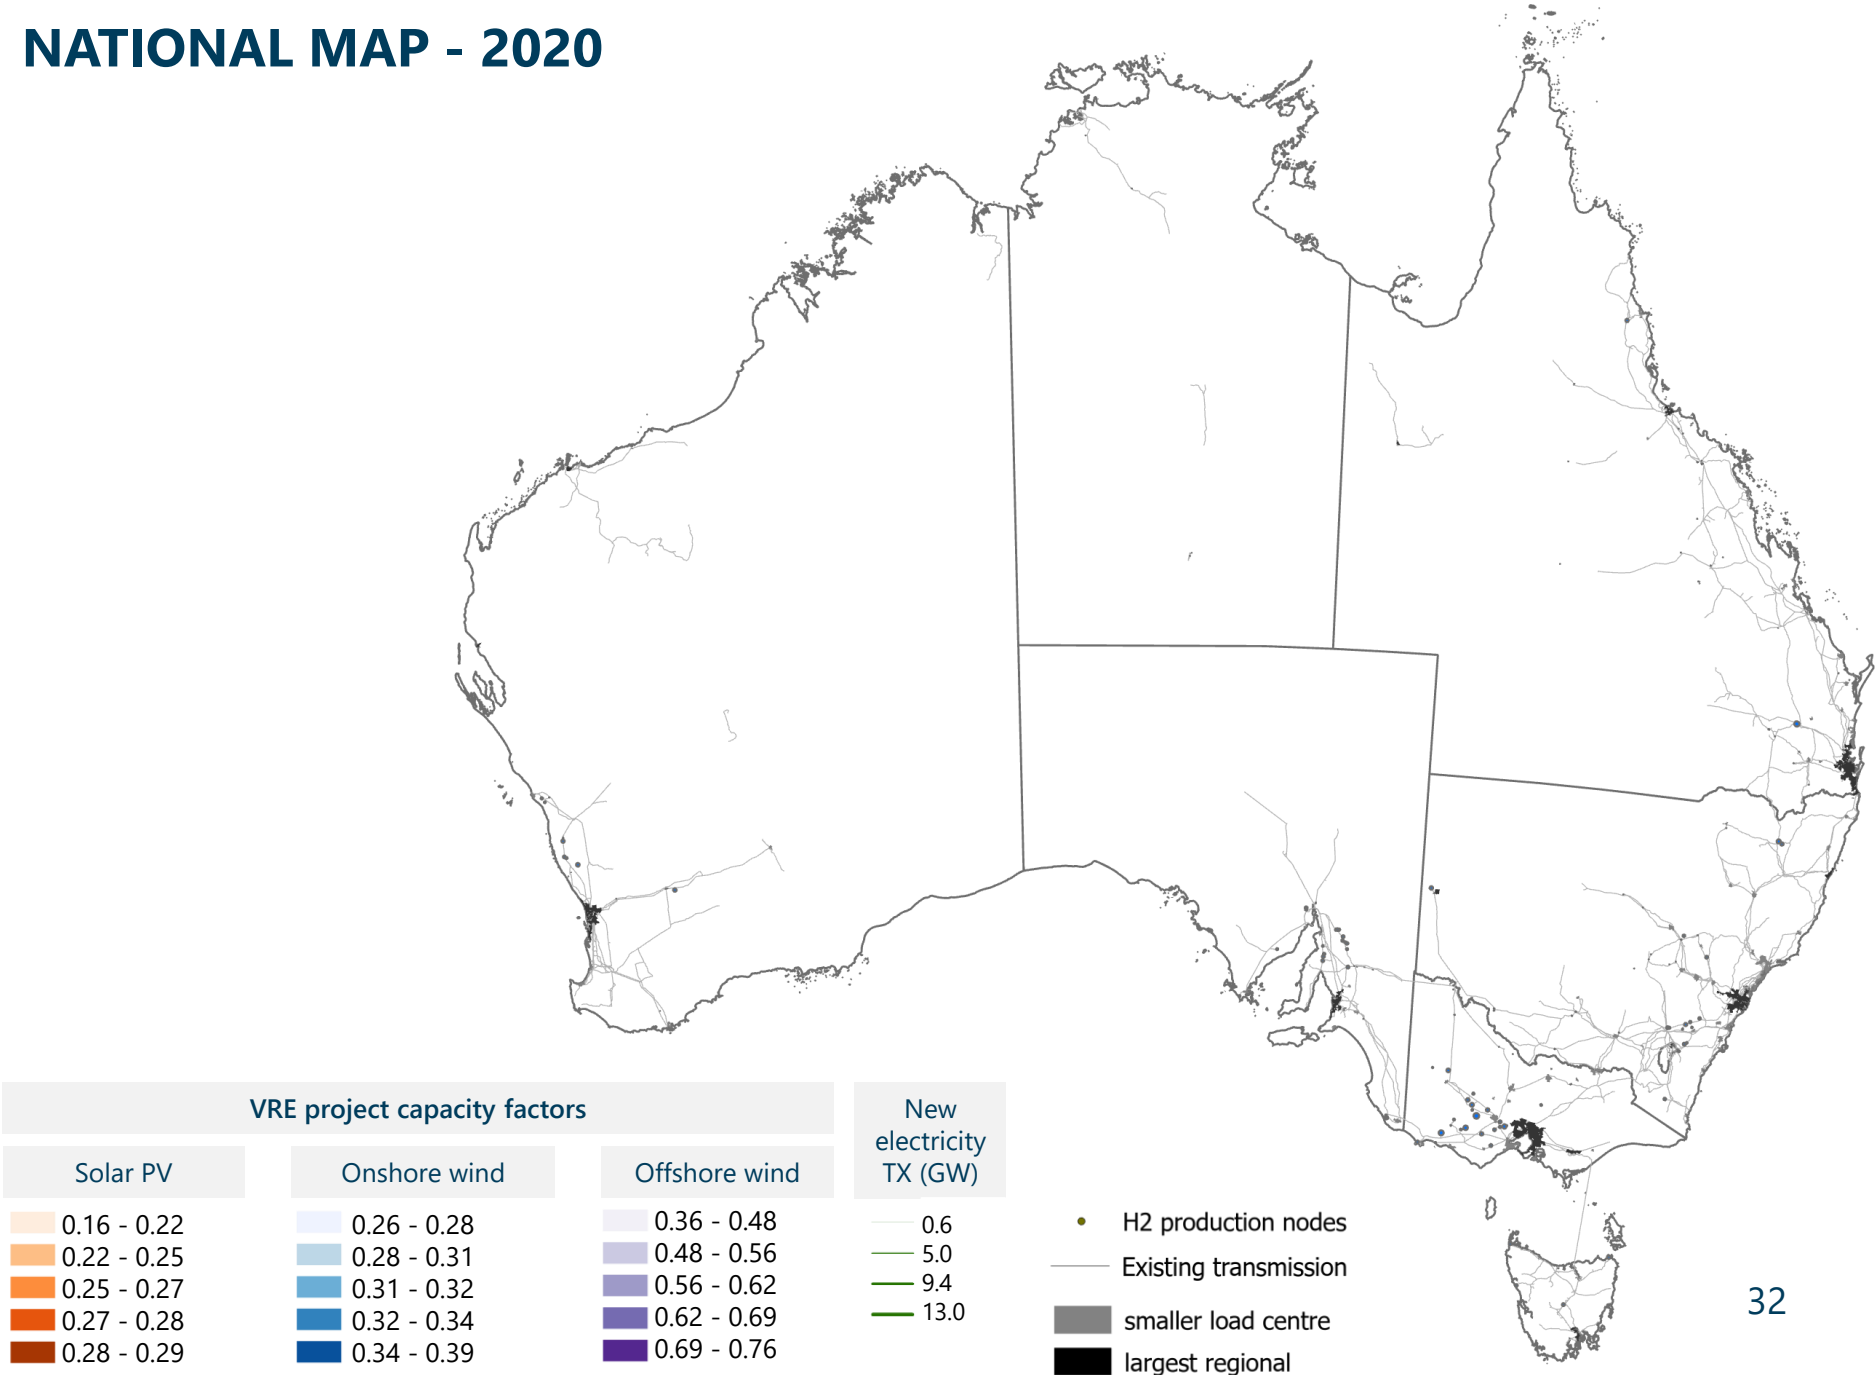 NATIONAL MAP - 2020
VRE project capacity factors
Solar PV
0.16 - 0.22
0.22 - 0.25
0.25 - 0.27
0.27 - 0.28
0.28 - 0.29
Onshore wind
0.26 - 0.28
0.28 - 0.31
0.31 - 0.32
0.32 - 0.34
0.34 - 0.39
Offshore wind
0.36 - 0.48
0.48 - 0.56
0.56 - 0.62
0.62 - 0.69
0.69 - 0.76
New
electricity
TX (GW)
0.6
5.0
9.4
13.0
H2 production nodes
Existing transmission
smaller load centre
largest regional
32